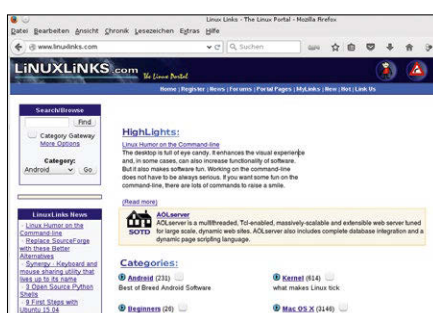 Linux Links - The Linux Portal - Mozilla Firefox
Datei Bearbeiten Ansicht Chronik Lesezeichen Extras Hilfe
www.linuxlinks.com
Suchen
LiNUXLiNKS.com
The Linux Portal
Home | Register | News | Forums | Portal Pages | MyLinks | New | Hot | Link Us
Search/Browse
Find
Category Gateway
More Options
Category:
Android
Go
LinuxLinks News
Linux Humor on the
Command-line
Replace SourceForge
with these Better
Alternatives
Synergy - Keyboard and
mouse sharing utility that
lives up to its name
3 Open Source Python
Shells
9 First Steps with
Ubuntu 15.04
HighLights:
Linux Humor on the Command-line
The desktop is full of eye candy. It enhances the visual experience
and, in some cases, can also increase functionality of software.
But it also makes software fun. Working on the command-line
does not have to be always serious. If you want some fun on the
command-line, there are lots of commands to raise a smile.
(Read more)
SOTD
AOLserver
AOLserver is a multithreaded, Tcl-enabled, massively-scalable and extensible web server tuned
for large scale, dynamic web sites. AOLserver also includes complete database integration and a
dynamic page scripting language.
Categories:
Android (231)
Best of Breed Android Software
Kernel (614)
what makes Linux tick
Beginners (26)
Mac OS X (3146)